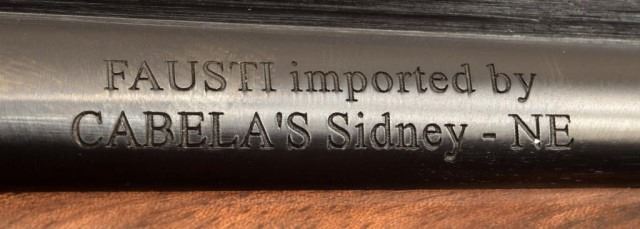 FAUSTI imported by
CABELA'S Sidney - NE